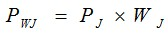 P_WJ = P_J × W_J